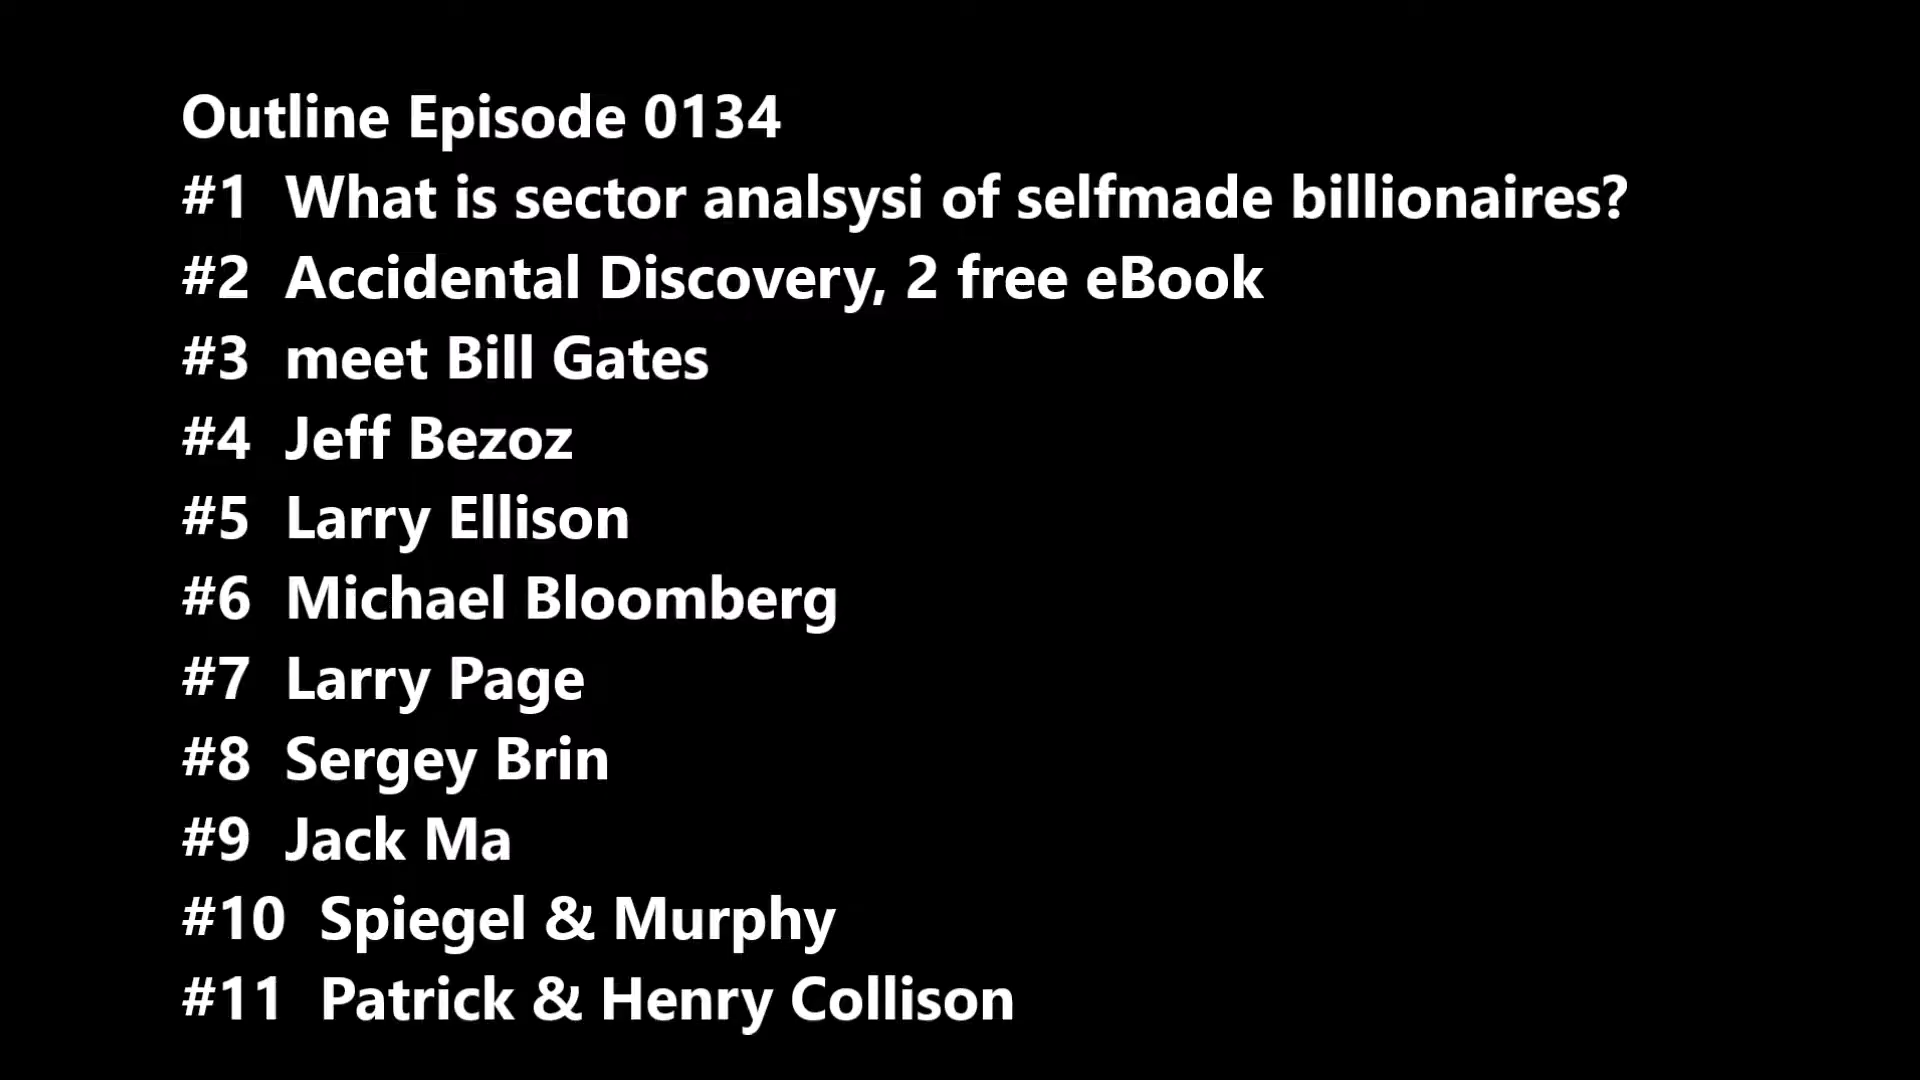 Outline Episode 0134
#1 What is sector analsysi of selfmade billionaires?
#2 Accidental Discovery, 2 free eBook
#3 meet Bill Gates
#4 Jeff Bezoz
#5 Larry Ellison
#6 Michael Bloomberg
#7 Larry Page
#8 Sergey Brin
#9 Jack Ma
#10 Spiegel & Murphy
#11 Patrick & Henry Collison